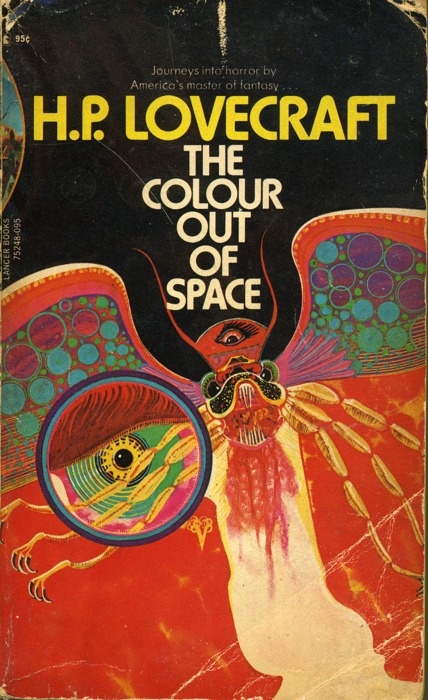 95¢
Journeys into horror by
America's master of fantasy . . .
H.P. LOVECRAFT
THE
COLOUR
OUT
OF
SPACE
LANCER BOOKS
75248-095